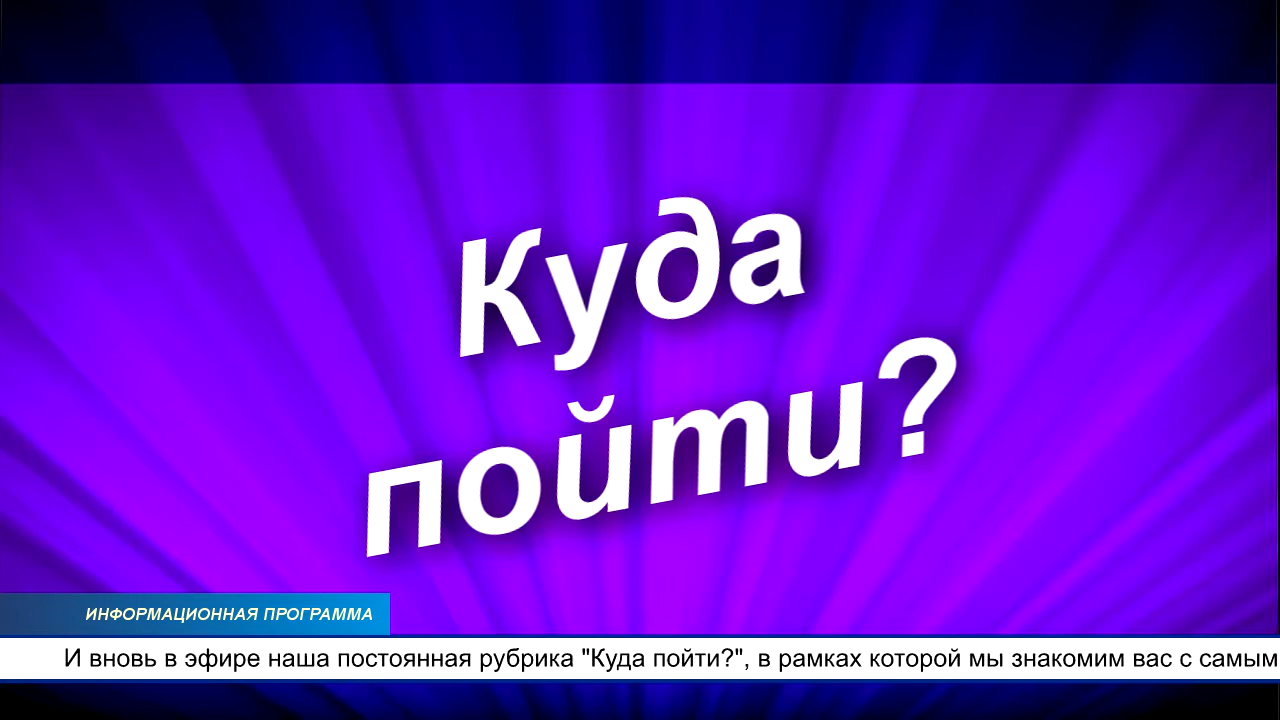 Куда
пойти?
ИНФОРМАЦИОННАЯ ПРОГРАММА
И вновь в эфире наша постоянная рубрика "Куда пойти?", в рамках которой мы знакомим вас с самым